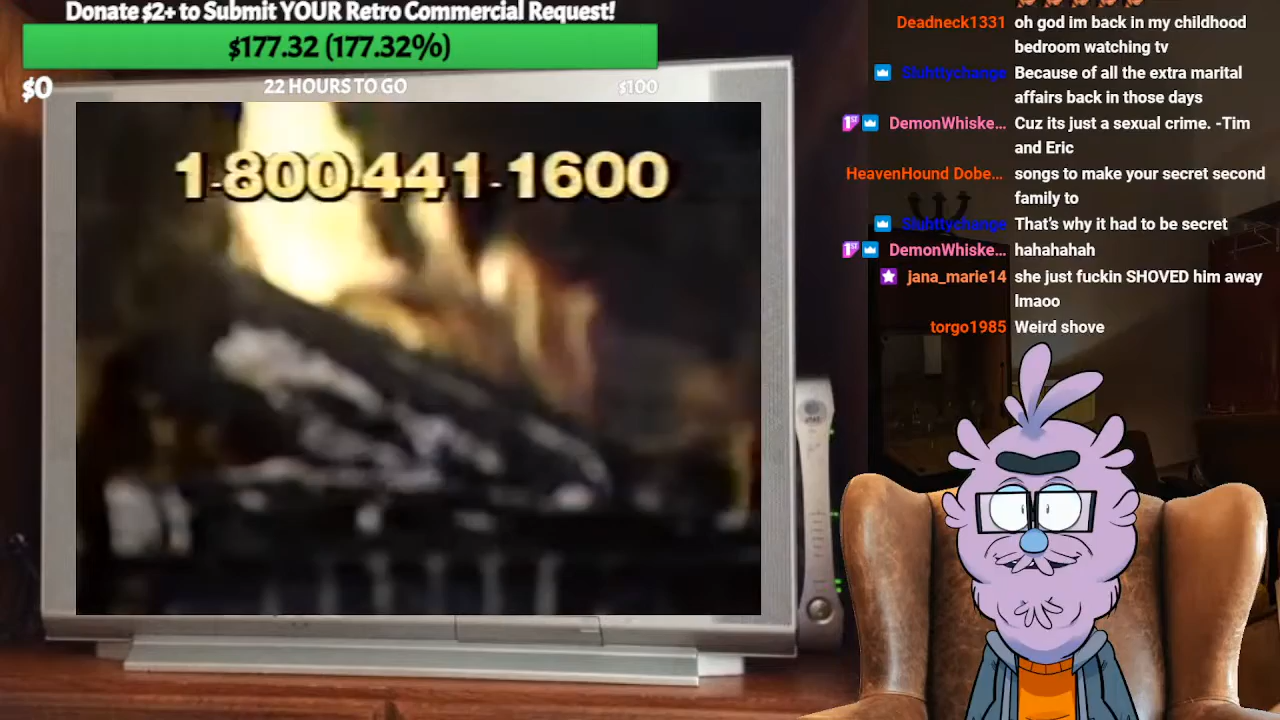 Donate $2+ to Submit YOUR Retro Commercial Request!
$177.32 (177.32%)
$0
22 HOURS TO GO
$100
1-800-441-1600
Deadneck1331 oh god im back in my childhood
bedroom watching tv
Sluhttychange Because of all the extra marital
affairs back in those days
DemonWhiske... Cuz its just a sexual crime. -Tim
and Eric
HeavenHound Dobe... songs to make your secret second
family to
Sluhttychange That's why it had to be secret
DemonWhiske... hahahahah
jana_marie14 she just fuckin SHOVED him away
lmaoo
torgo1985 Weird shove